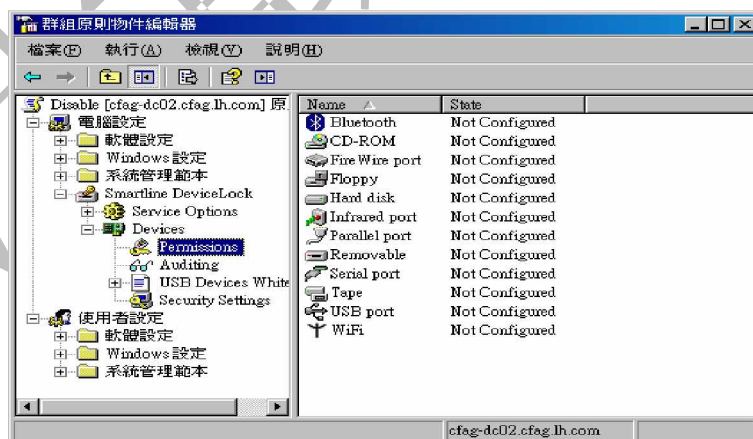 群組原則物件編輯器
檔案(F) 執行(A) 檢視(V) 說明(H)
Disable [cfag-dc02.cfag.lh.com] 原
電腦設定
軟體設定
Windows 設定
系統管理範本
Smartline DeviceLock
Service Options
Devices
Permissions
Auditing
USB Devices White
Security Settings
使用者設定
軟體設定
Windows 設定
系統管理範本
Name State
Bluetooth Not Configured
CD-ROM Not Configured
FireWire port Not Configured
Floppy Not Configured
Hard disk Not Configured
Infrared port Not Configured
Parallel port Not Configured
Removable Not Configured
Serial port Not Configured
Tape Not Configured
USB port Not Configured
WiFi Not Configured
cfag-dc02.cfag.lh.com